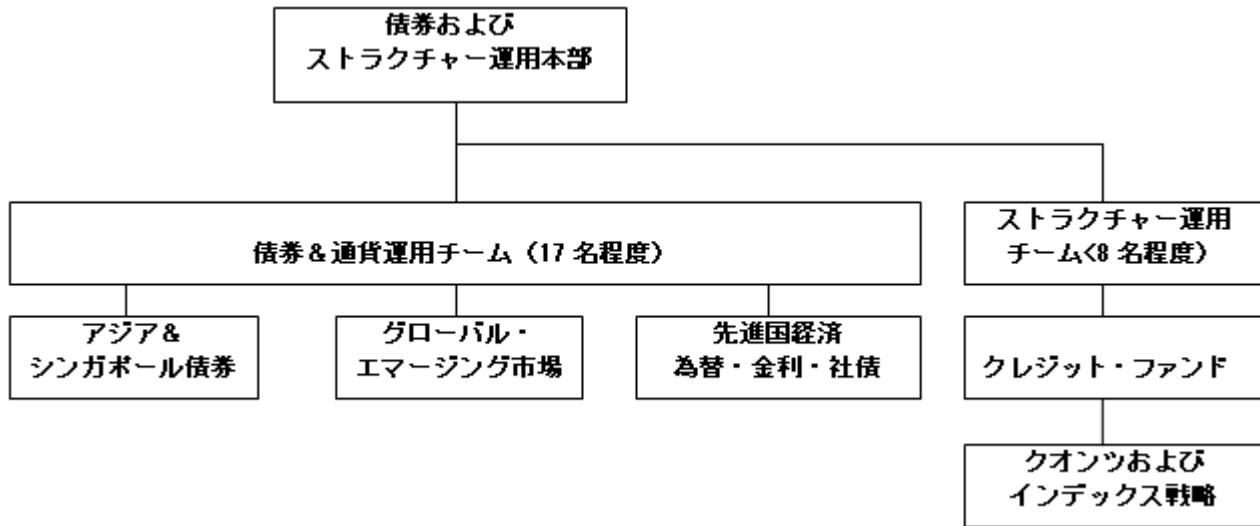 債券および
ストラクチャー運用本部
債券＆通貨運用チーム（17 名程度）
ストラクチャー運用
チーム<8 名程度）
アジア＆
シンガポール債券
グローバル・
エマージング市場
先進国経済
為替・金利・社債
クレジット・ファンド
クオンツおよび
インデックス戦略